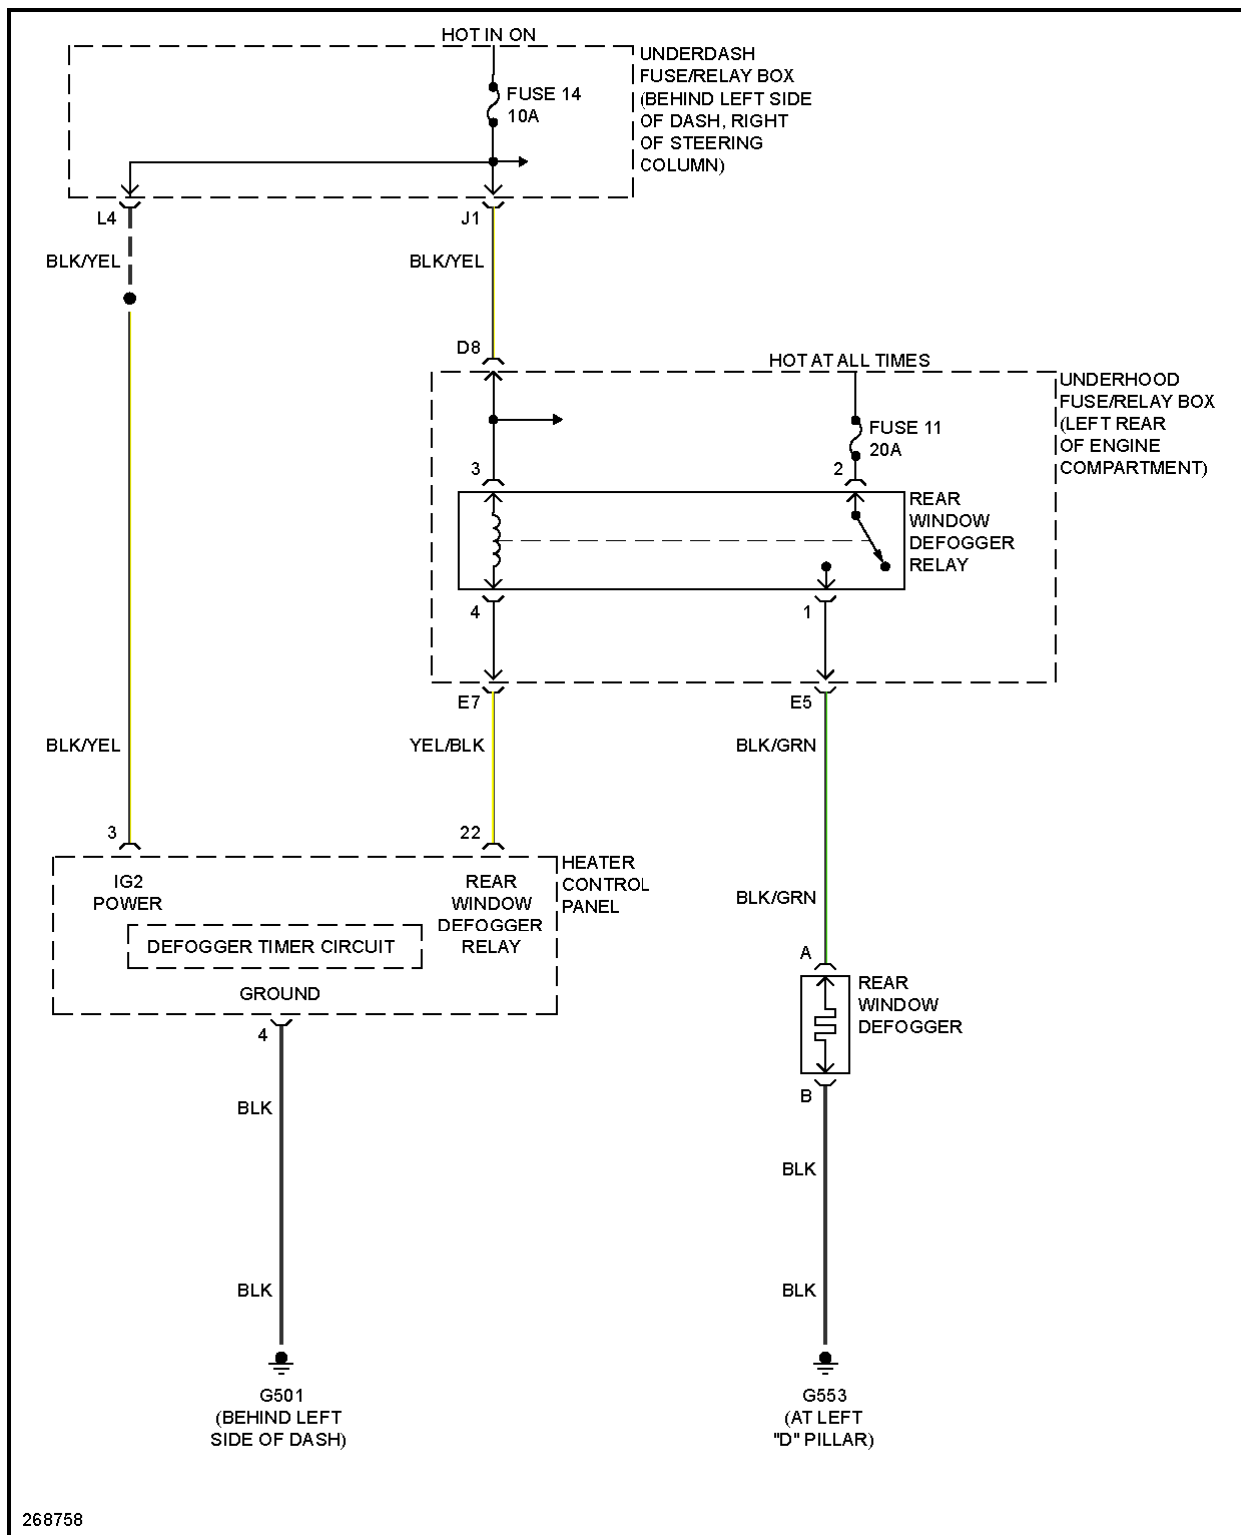 HOT IN ON
UNDERDASH
FUSE/RELAY BOX
(BEHIND LEFT SIDE
OF DASH, RIGHT
OF STEERING
COLUMN)
FUSE 14
10A
L4
J1
BLK/YEL
BLK/YEL
D8
HOT AT ALL TIMES
UNDERHOOD
FUSE/RELAY BOX
(LEFT REAR
OF ENGINE
COMPARTMENT)
FUSE 11
20A
3
2
REAR
WINDOW
DEFOGGER
RELAY
4
1
E7
E5
BLK/YEL
YEL/BLK
BLK/GRN
3
22
HEATER
CONTROL
PANEL
IG2
POWER
REAR
WINDOW
DEFOGGER
RELAY
DEFOGGER TIMER CIRCUIT
GROUND
4
BLK/GRN
A
REAR
WINDOW
DEFOGGER
B
BLK
BLK
BLK
BLK
G501
(BEHIND LEFT
SIDE OF DASH)
G553
(AT LEFT
"D" PILLAR)
268758